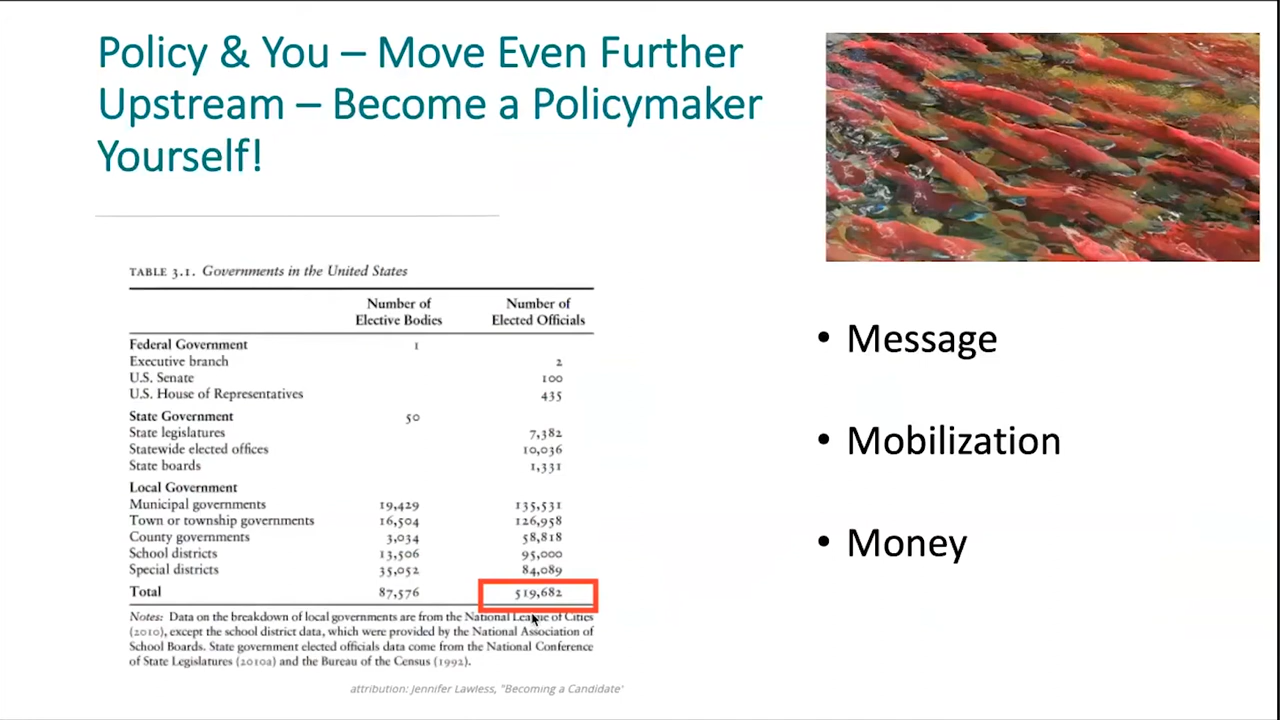 Policy & You – Move Even Further
Upstream – Become a Policymaker
Yourself!
TABLE 3.1. Governments in the United States
Number of Elective Bodies Number of Elected Officials
Federal Government 1
Executive branch 2
U.S. Senate 100
U.S. House of Representatives 435
State Government 50
State legislatures 7,382
Statewide elected offices 10,036
State boards 1,331
Local Government
Municipal governments 19,429 135,531
Town or township governments 16,504 126,958
County governments 3,034 58,818
School districts 13,506 95,000
Special districts 35,052 84,089
Total 87,576 519,682
Notes: Data on the breakdown of local governments are from the National League of Cities
(2010), except the school district data, which were provided by the National Association of
School Boards. State government elected officials data come from the National Conference
of State Legislatures (2010a) and the Bureau of the Census (1992).
attribution: Jennifer Lawless, "Becoming a Candidate'
• Message
• Mobilization
• Money